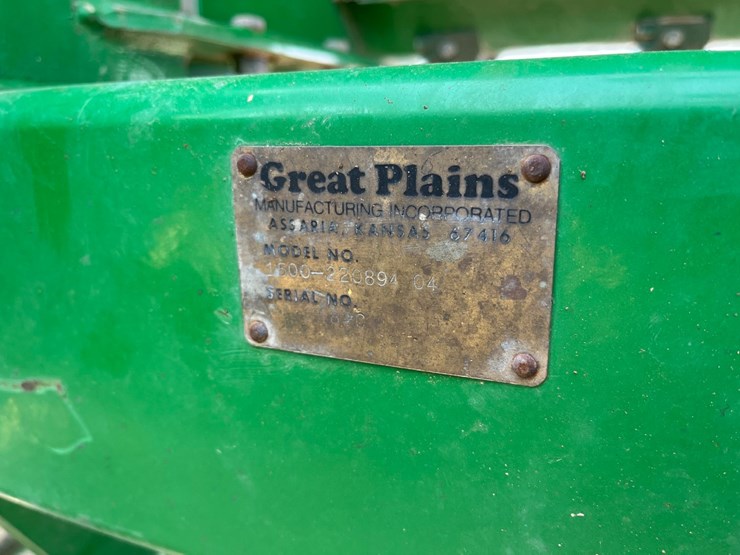 Great Plains
MANUFACTURING INCORPORATED
ASSARIA, KANSAS 67416
MODEL NO.
SERIAL NO.